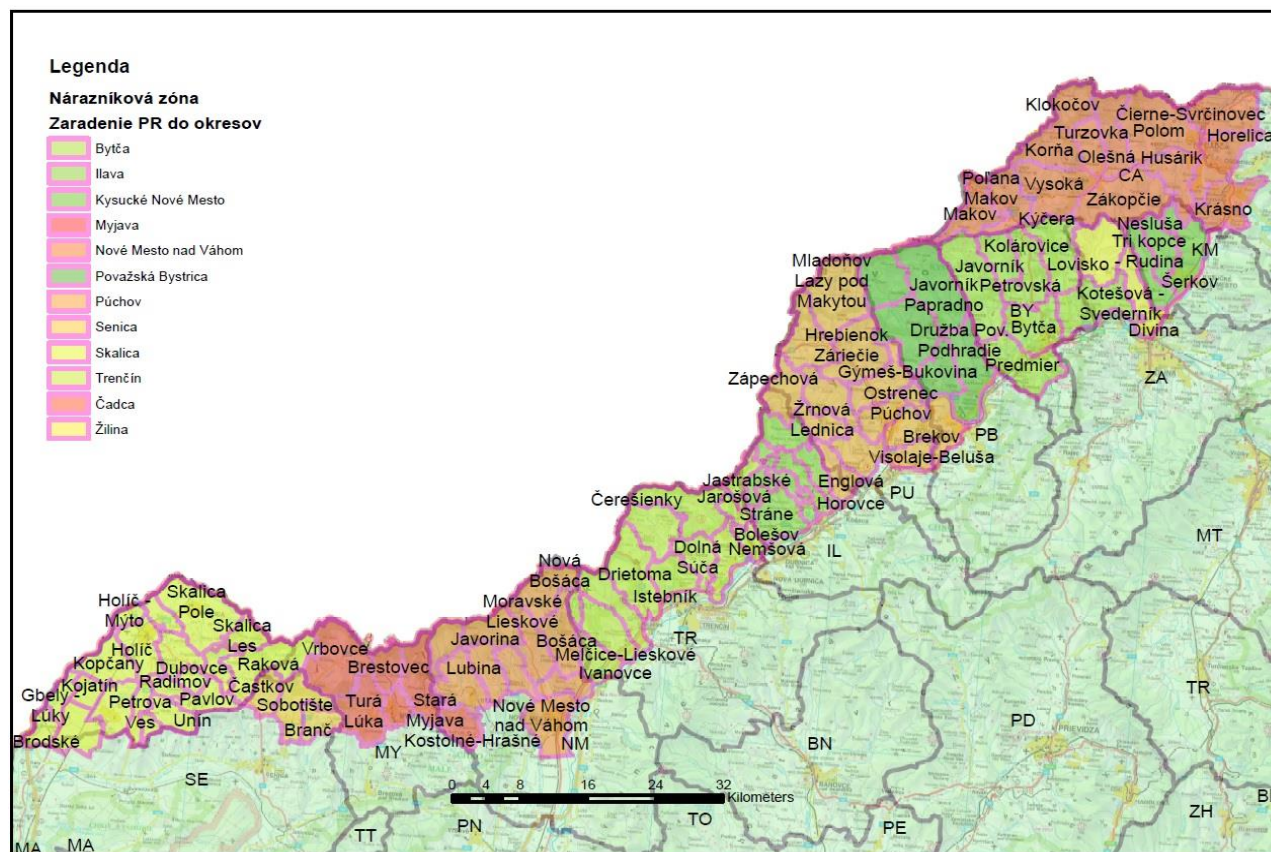 Legenda
Nárazníková zóna
Zaradenie PR do okresov
Bytča
Ilava
Kysucké Nové Mesto
Myjava
Nové Mesto nad Váhom
Považská Bystrica
Púchov
Senica
Skalica
Trenčín
Čadca
Žilina
Klokočov
Čierne-Svrčinovec
Turzovka
Polom
Horelica
Korňa
Olešná
Husárik
CA
Poľana
Vysoká
Makov
Zákopčie
Makov
Kýčera
Krásno
Nesluša
Kolárovice
Tri kopce
KM
Mladoňov
Javorník
Lovisko -
Rudina
Lazy pod
Makytou
Javorník
Petrovská
Šerkov
Papradno
Kotešová -
BY
Svederník
Hrebienok
Družba
Pov.
Bytča
Divina
Záriečie
Podhradie
Gýmeš-Bukovina
Predmier
ZA
Zápechová
Ostrenec
Žrnová
Púchov
Lednica
Brekov
PB
Visolaje-Beluša
Jastrabské
Englová
PU
Čerešienky
Jarošová
Horovce
Stráne
MT
Bolešov
Dolná
Nemšová
IL
Nová
Súča
Bošáca
Drietoma
Skalica
Moravské
Istebník
Holíč -
Pole
Lieskové
Mýto
Skalica
Javorina
Bošáca
TR
Holíč
Les
Vrbovce
Melčice-Lieskové
Kopčany
Dubovce
Raková
Brestovec
Lubina
Ivanovce
Gbely -
Kojatín
Radimov
Častkov
TR
Lúky
Petrova
Pavlov
Sobotište
Turá
Stará
Nové Mesto
Ves
Unín
Branč
Lúka
Myjava
nad Váhom
PD
PRIEVIDZA
Brodské
Kostolné-Hrašné
NM
BN
MY
SE
0 4 8 16 24 32
Kilometers
TT
PN
TO
PE
ZH
MA
MA